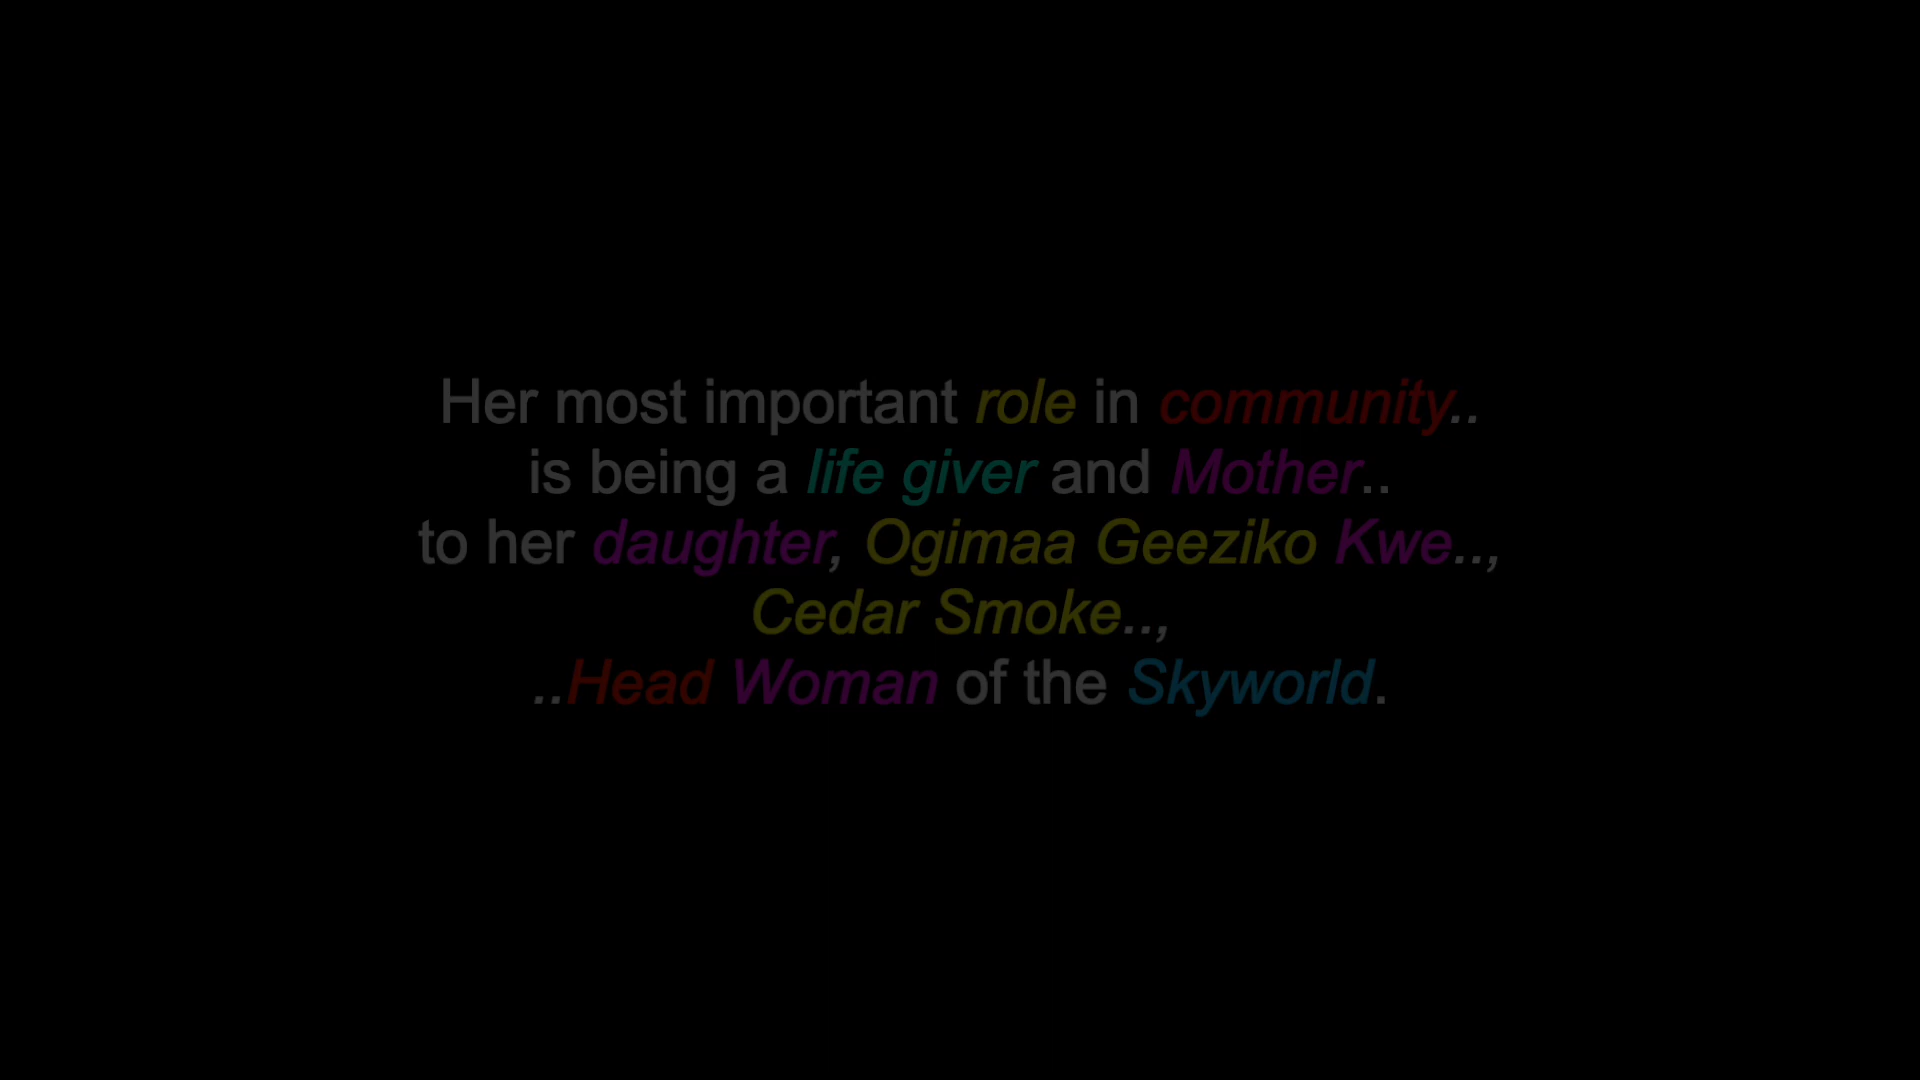 Her most important role in community..
is being a life giver and Mother..
to her daughter, Ogimaa Geeziko Kwe..,
Cedar Smoke..,
..Head Woman of the Skyworld.